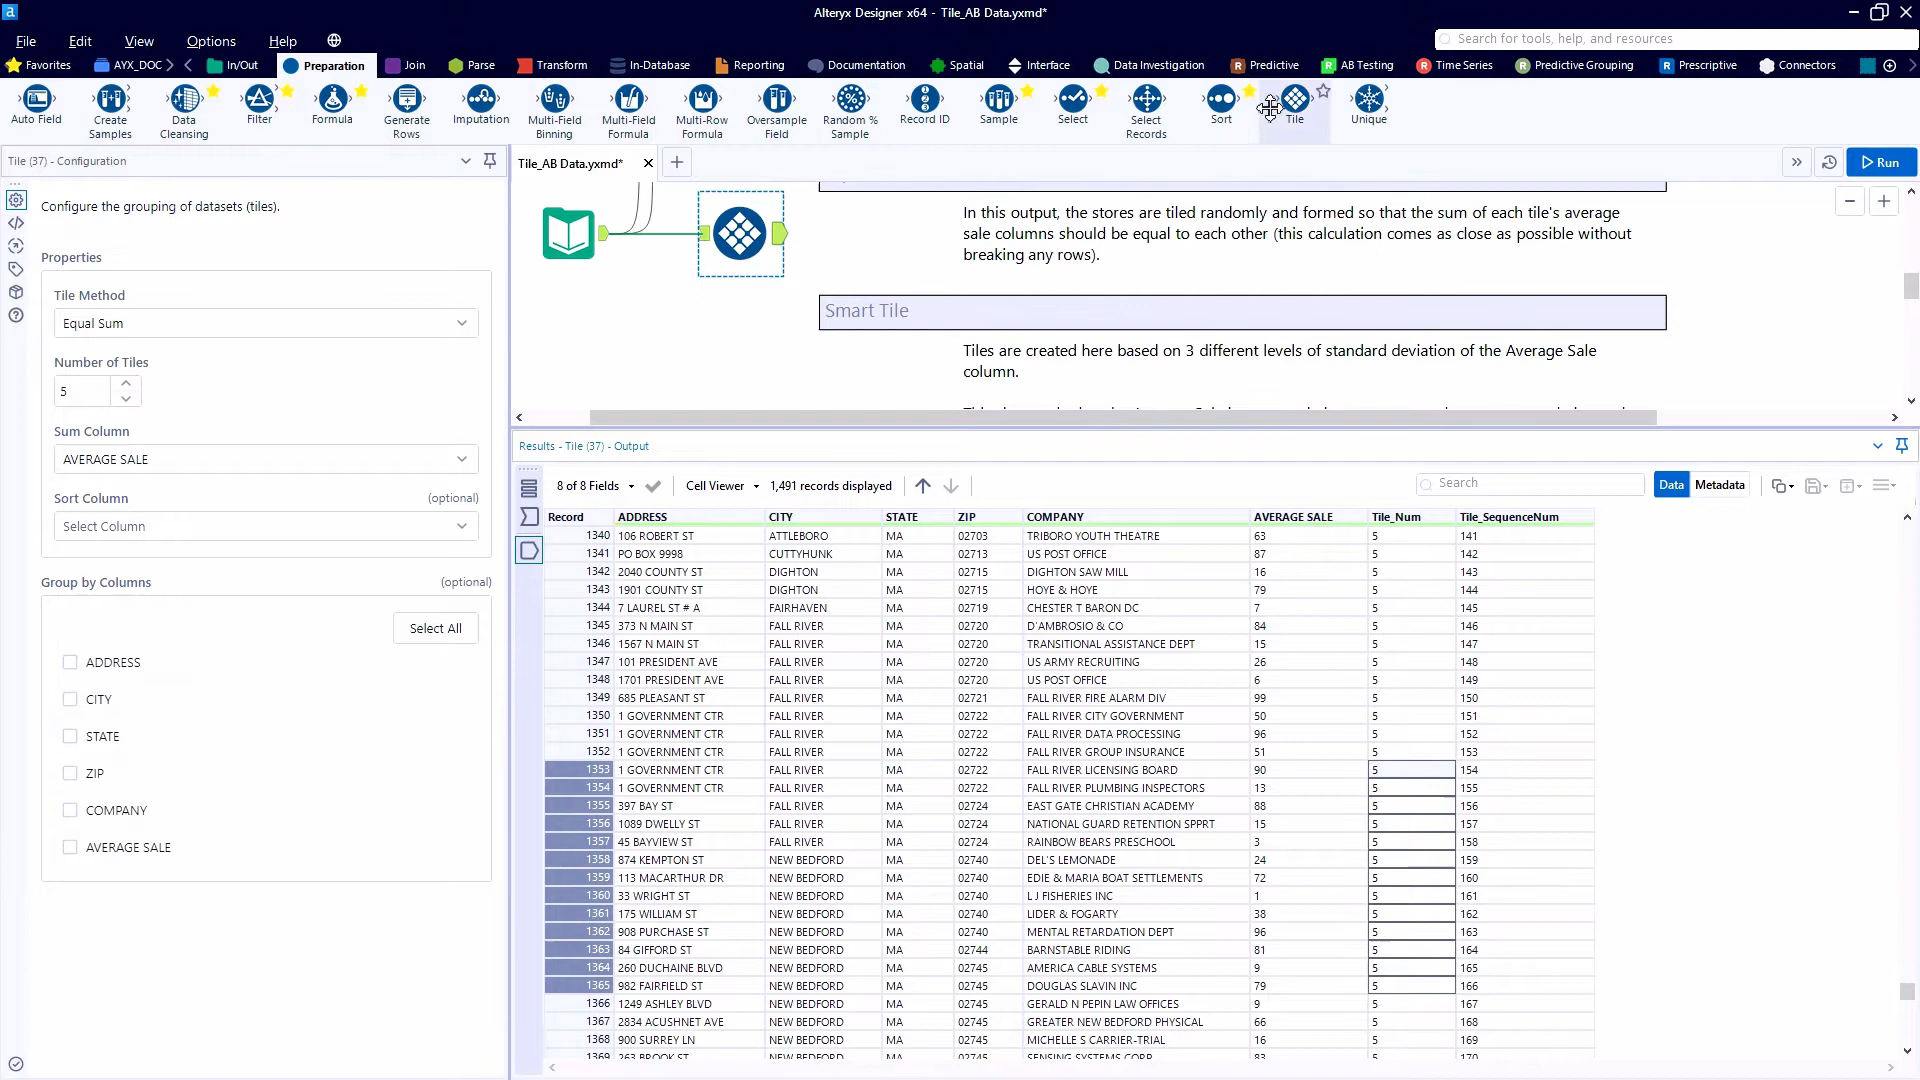 a Alteryx Designer x64 - Tile_AB Data.yxmd*
File Edit View Options Help Search for tools, help, and resources
Favorites AYX_DOC In/Out Preparation Join Parse Transform In-Database Reporting Documentation Spatial Interface Data Investigation R Predictive R AB Testing R Time Series R Predictive Grouping R Prescriptive Connectors
Auto Field Create Samples Data Cleansing Filter Formula Generate Rows Imputation Multi-Field Binning Multi-Field Formula Multi-Row Formula Oversample Field Random % Sample Record ID Sample Select Select Records Sort Tile Unique
Tile (37) - Configuration
Configure the grouping of datasets (tiles).
Properties
Tile Method
Equal Sum
Number of Tiles
5
Sum Column
AVERAGE SALE
Sort Column (optional)
Select Column
Group by Columns (optional)
Select All
ADDRESS
CITY
STATE
ZIP
COMPANY
AVERAGE SALE
Tile_AB Data.yxmd*
Run
In this output, the stores are tiled randomly and formed so that the sum of each tile's average
sale columns should be equal to each other (this calculation comes as close as possible without
breaking any rows).
Smart Tile
Tiles are created here based on 3 different levels of standard deviation of the Average Sale
column.
Results - Tile (37) - Output
8 of 8 Fields Cell Viewer 1,491 records displayed Search Data Metadata
Record ADDRESS CITY STATE ZIP COMPANY AVERAGE SALE Tile_Num Tile_SequenceNum
1340 106 ROBERT ST ATTLEBORO MA 02703 TRIBORO YOUTH THEATRE 63 5 141
1341 PO BOX 9998 CUTTYHUNK MA 02713 US POST OFFICE 87 5 142
1342 2040 COUNTY ST DIGHTON MA 02715 DIGHTON SAW MILL 16 5 143
1343 1901 COUNTY ST DIGHTON MA 02715 HOYE & HOYE 79 5 144
1344 7 LAUREL ST # A FAIRHAVEN MA 02719 CHESTER T BARON DC 7 5 145
1345 373 N MAIN ST FALL RIVER MA 02720 D'AMBROSIO & CO 84 5 146
1346 1567 N MAIN ST FALL RIVER MA 02720 TRANSITIONAL ASSISTANCE DEPT 15 5 147
1347 101 PRESIDENT AVE FALL RIVER MA 02720 US ARMY RECRUITING 26 5 148
1348 1701 PRESIDENT AVE FALL RIVER MA 02720 US POST OFFICE 6 5 149
1349 685 PLEASANT ST FALL RIVER MA 02721 FALL RIVER FIRE ALARM DIV 99 5 150
1350 1 GOVERNMENT CTR FALL RIVER MA 02722 FALL RIVER CITY GOVERNMENT 50 5 151
1351 1 GOVERNMENT CTR FALL RIVER MA 02722 FALL RIVER DATA PROCESSING 96 5 152
1352 1 GOVERNMENT CTR FALL RIVER MA 02722 FALL RIVER GROUP INSURANCE 51 5 153
1353 1 GOVERNMENT CTR FALL RIVER MA 02722 FALL RIVER LICENSING BOARD 90 5 154
1354 1 GOVERNMENT CTR FALL RIVER MA 02722 FALL RIVER PLUMBING INSPECTORS 13 5 155
1355 397 BAY ST FALL RIVER MA 02724 EAST GATE CHRISTIAN ACADEMY 88 5 156
1356 1089 DWELLY ST FALL RIVER MA 02724 NATIONAL GUARD RETENTION SPPRT 15 5 157
1357 45 BAYVIEW ST FALL RIVER MA 02724 RAINBOW BEARS PRESCHOOL 3 5 158
1358 874 KEMPTON ST NEW BEDFORD MA 02740 DEL'S LEMONADE 24 5 159
1359 113 MACARTHUR DR NEW BEDFORD MA 02740 EDIE & MARIA BOAT SETTLEMENTS 72 5 160
1360 33 WRIGHT ST NEW BEDFORD MA 02740 L J FISHERIES INC 1 5 161
1361 175 WILLIAM ST NEW BEDFORD MA 02740 LIDER & FOGARTY 38 5 162
1362 908 PURCHASE ST NEW BEDFORD MA 02740 MENTAL RETARDATION DEPT 96 5 163
1363 84 GIFFORD ST NEW BEDFORD MA 02744 BARNSTABLE RIDING 81 5 164
1364 260 DUCHAINE BLVD NEW BEDFORD MA 02745 AMERICA CABLE SYSTEMS 9 5 165
1365 982 FAIRFIELD ST NEW BEDFORD MA 02745 DOUGLAS SLAVIN INC 79 5 166
1366 1249 ASHLEY BLVD NEW BEDFORD MA 02745 GERALD N PEPIN LAW OFFICES 9 5 167
1367 2834 ACUSHNET AVE NEW BEDFORD MA 02745 GREATER NEW BEDFORD PHYSICAL 66 5 168
1368 900 SURREY LN NEW BEDFORD MA 02745 MICHELLE S CARRIER-TRIAL 16 5 169
1369 263 BROOK ST NEW BEDFORD MA 02745 SENSING SYSTEMS CORP 83 5 170